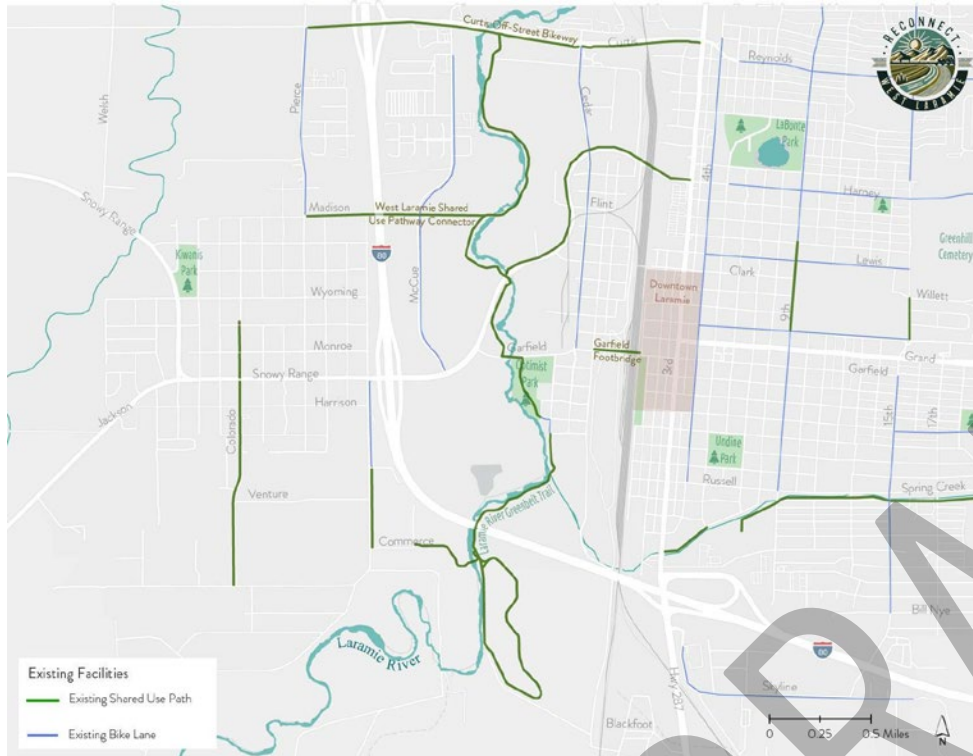 RECONNECT
WEST LARAMIE
Curtis Off-Street Bikeway
Curtis
Reynolds
Welsh
Pierce
Cedar
LaBonte
Park
4th
Harney
Madison
West Laramie Shared
Use Pathway Connector
Flint
Snowy Range
80
Kiwanis
Park
McCue
Greenhill
Cemetery
Lewis
Clark
Willett
Downtown
Laramie
Wyoming
9th
Monroe
Garfield
Garfield
Footbridge
3rd
Grand
Garfield
Optimist
Park
Snowy Range
Harrison
Jackson
Colorado
15th
17th
Undine
Park
Russell
Venture
Spring Creek
Laramie River Greenbelt Trail
Commerce
Bill Nye
Laramie River
80
Skyline
Hwy 287
Blackfoot
Existing Facilities
Existing Shared Use Path
Existing Bike Lane
0 0.25 0.5 Miles
N